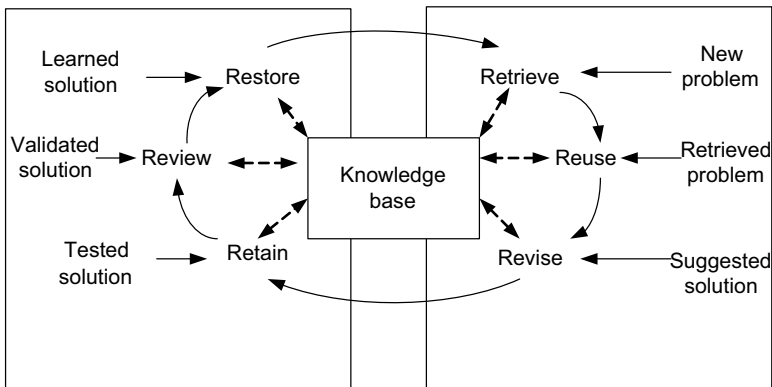 Learned
solution
Restore
Retrieve
New
problem
Validated
solution
Review
Knowledge
base
Reuse
Retrieved
problem
Tested
solution
Retain
Revise
Suggested
solution